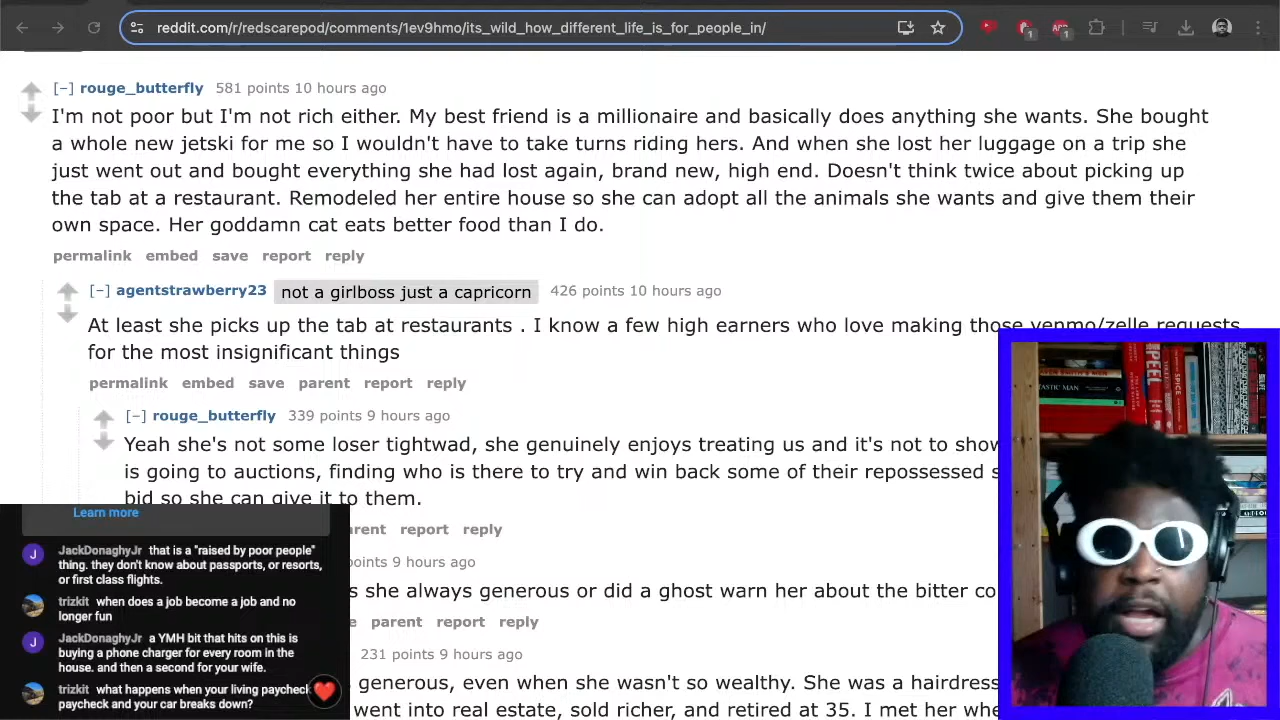 reddit.com/r/redscarepod/comments/1ev9hmo/its_wild_how_different_life_is_for_people_in/
[–] rouge_butterfly 581 points 10 hours ago
I'm not poor but I'm not rich either. My best friend is a millionaire and basically does anything she wants. She bought
a whole new jetski for me so I wouldn't have to take turns riding hers. And when she lost her luggage on a trip she
just went out and bought everything she had lost again, brand new, high end. Doesn't think twice about picking up
the tab at a restaurant. Remodeled her entire house so she can adopt all the animals she wants and give them their
own space. Her goddamn cat eats better food than I do.
permalink embed save report reply
[–] agentstrawberry23 not a girlboss just a capricorn 426 points 10 hours ago
At least she picks up the tab at restaurants . I know a few high earners who love making those venmo/zelle requests
for the most insignificant things
permalink embed save parent report reply
[–] rouge_butterfly 339 points 9 hours ago
Yeah she's not some loser tightwad, she genuinely enjoys treating us and it's not to show
is going to auctions, finding who is there to try and win back some of their repossessed
bid so she can give it to them.
report reply
9 hours ago
she always generous or did a ghost warn her about the bitter
parent report reply
231 points 9 hours ago
generous, even when she wasn't so wealthy. She was a
went into real estate, sold richer, and retired at 35. I met her
Learn more
J JackDonaghyJr that is a "raised by poor people"
thing. they don't know about passports, or resorts,
or first class flights.
trizkit when does a job become a job and no
longer fun
J JackDonaghyJr a YMH bit that hits on this is
buying a phone charger for every room in the
house. and then a second for your wife.
trizkit what happens when your living paycheck
paycheck and your car breaks down?
TASTIC MAN
PEEL
SPICE